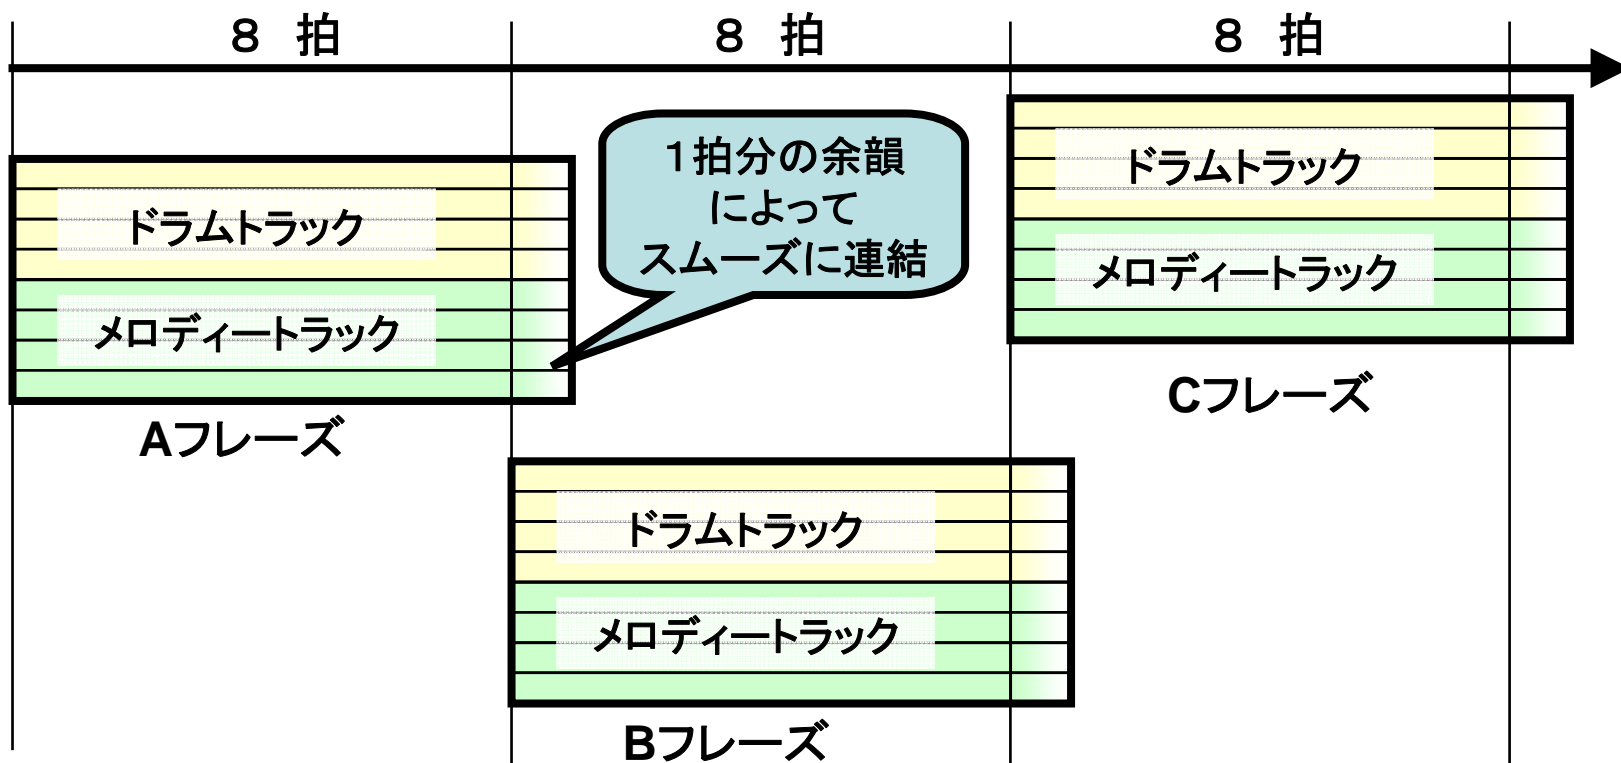 ８　拍
８　拍
８　拍
１拍分の余韻
によって
スムーズに連結
ドラムトラック
メロディートラック
Aフレーズ
ドラムトラック
メロディートラック
Bフレーズ
ドラムトラック
メロディートラック
Cフレーズ